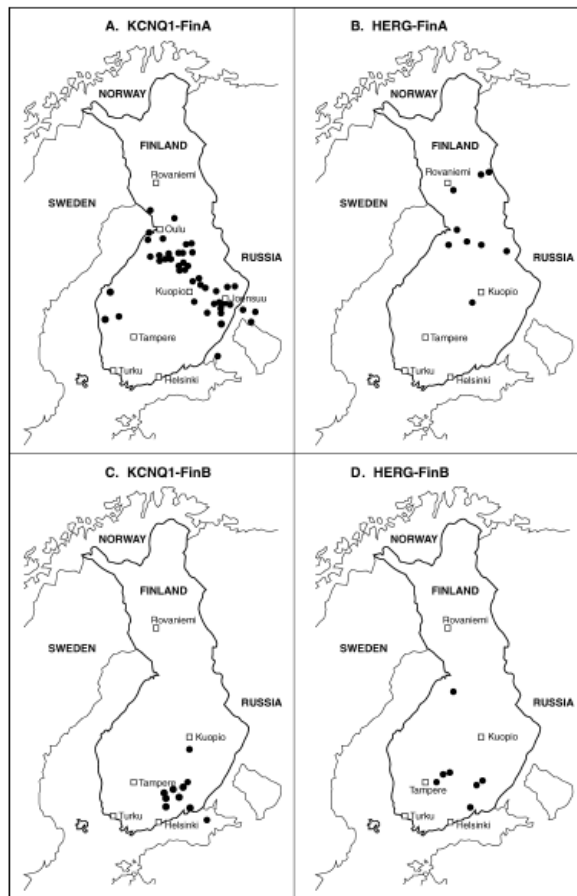 A. KCNQ1-FinA
NORWAY
FINLAND
Rovaniemi
SWEDEN
Oulu
RUSSIA
Kuopio
Joensuu
Tampere
Turku
Helsinki
B. HERG-FinA
NORWAY
FINLAND
Rovaniemi
SWEDEN
RUSSIA
Kuopio
Tampere
Turku
Helsinki
C. KCNQ1-FinB
NORWAY
FINLAND
Rovaniemi
SWEDEN
RUSSIA
Kuopio
Tampere
Turku
Helsinki
D. HERG-FinB
NORWAY
FINLAND
Rovaniemi
SWEDEN
RUSSIA
Kuopio
Tampere
Turku
Helsinki